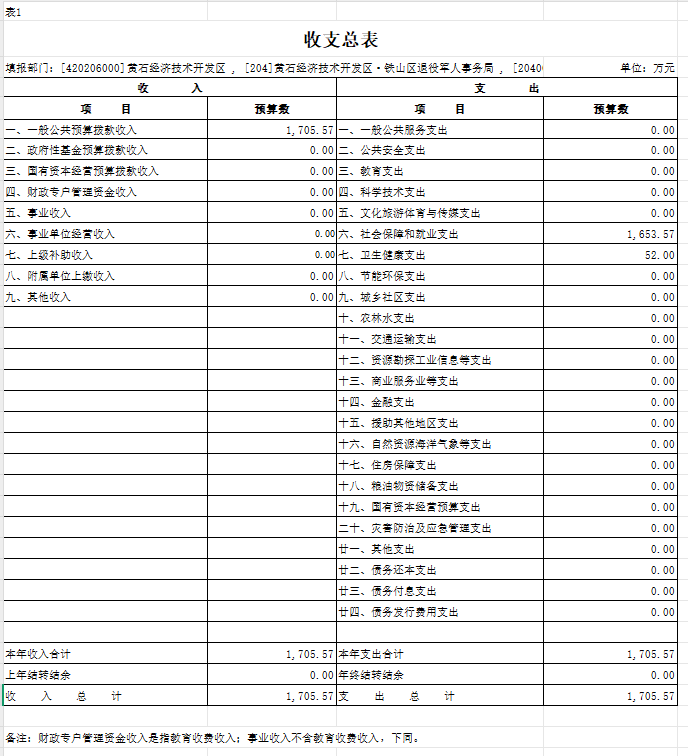 表1
收支总表
填报部门：[420206000]黄石经济技术开发区 , [204]黄石经济技术开发区·铁山区退役军人事务局 , [2040 单位：万元
收 入 支 出
项 目 预算数 项 目 预算数
一、一般公共预算拨款收入 1,705.57 一、一般公共服务支出 0.00
二、政府性基金预算拨款收入 0.00 二、公共安全支出 0.00
三、国有资本经营预算拨款收入 0.00 三、教育支出 0.00
四、财政专户管理资金收入 0.00 四、科学技术支出 0.00
五、事业收入 0.00 五、文化旅游体育与传媒支出 0.00
六、事业单位经营收入 0.00 六、社会保障和就业支出 1,653.57
七、上级补助收入 0.00 七、卫生健康支出 52.00
八、附属单位上缴收入 0.00 八、节能环保支出 0.00
九、其他收入 0.00 九、城乡社区支出 0.00
十、农林水支出 0.00
十一、交通运输支出 0.00
十二、资源勘探工业信息等支出 0.00
十三、商业服务业等支出 0.00
十四、金融支出 0.00
十五、援助其他地区支出 0.00
十六、自然资源海洋气象等支出 0.00
十七、住房保障支出 0.00
十八、粮油物资储备支出 0.00
十九、国有资本经营预算支出 0.00
二十、灾害防治及应急管理支出 0.00
廿一、其他支出 0.00
廿二、债务还本支出 0.00
廿三、债务付息支出 0.00
廿四、债务发行费用支出 0.00
本年收入合计 1,705.57 本年支出合计 1,705.57
上年结转结余 0.00 年终结转结余 0.00
收 入 总 计 1,705.57 支 出 总 计 1,705.57
备注：财政专户管理资金收入是指教育收费收入；事业收入不含教育收费收入，下同。